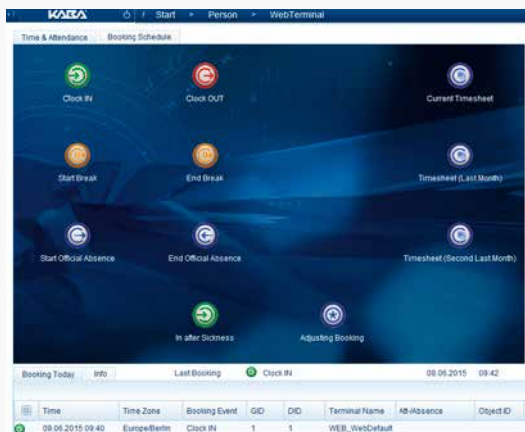 KABA / Start ▸ Person ▸ WebTerminal
Time & Attendance Booking Schedule
Clock IN Clock OUT Current Timesheet
Start Break End Break Timesheet (Last Month)
Start Official Absence End Official Absence Timesheet (Second Last Month)
In after Sickness Adjusting Booking
Booking Today Info Last Booking: Clock IN 09.06.2015 09:42
Time Time Zone Booking Event GID DID Terminal Name Att-/Absence Object ID
09.06.2015 09:40 Europe/Berlin Clock IN 1 1 WEB_WebDefault